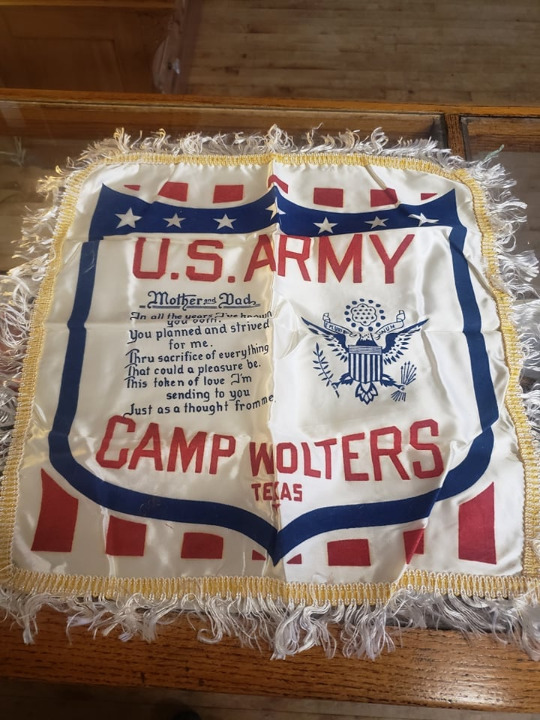 U.S. ARMY
Mother and Dad
In all the years I've known
you both.
You planned and strived
for me.
Thru sacrifice of everything
That could a pleasure be.
This token of love I'm
sending to you
Just as a thought from me
CAMP WOLTERS
TEXAS